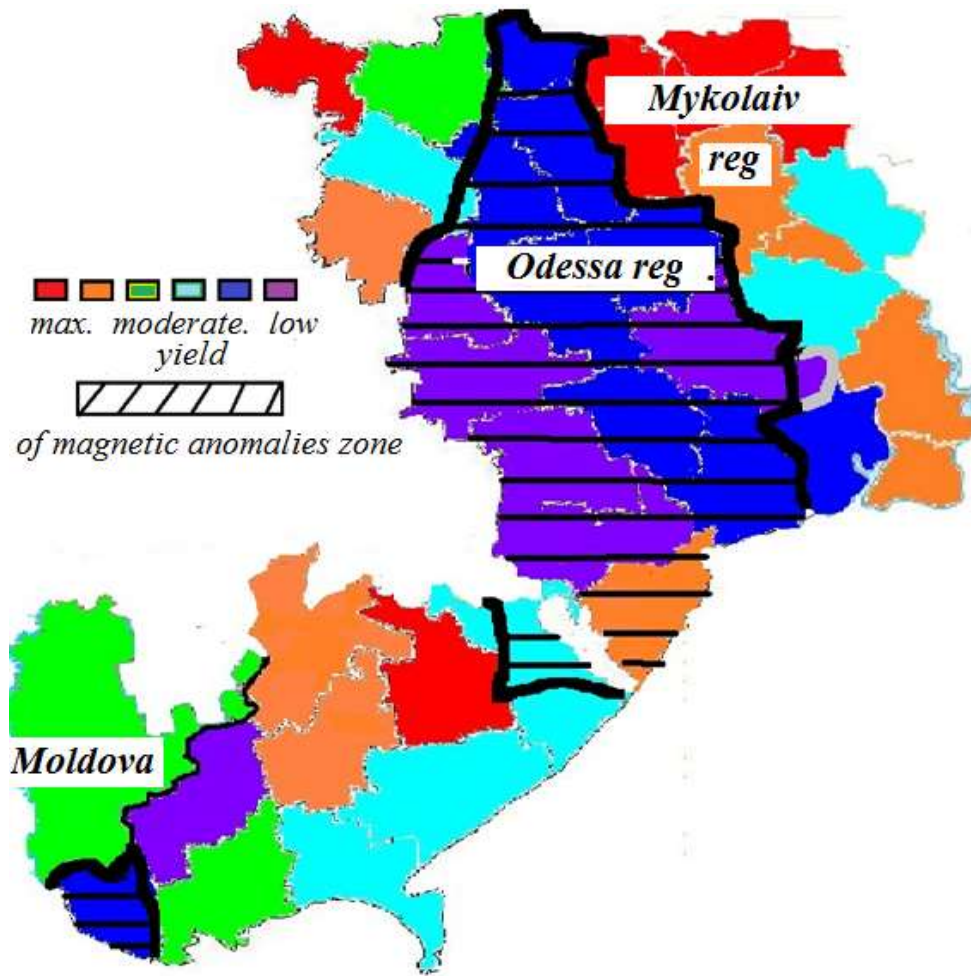 Mykolaiv
reg
Odessa reg .
max. moderate. low
yield
of magnetic anomalies zone
Moldova